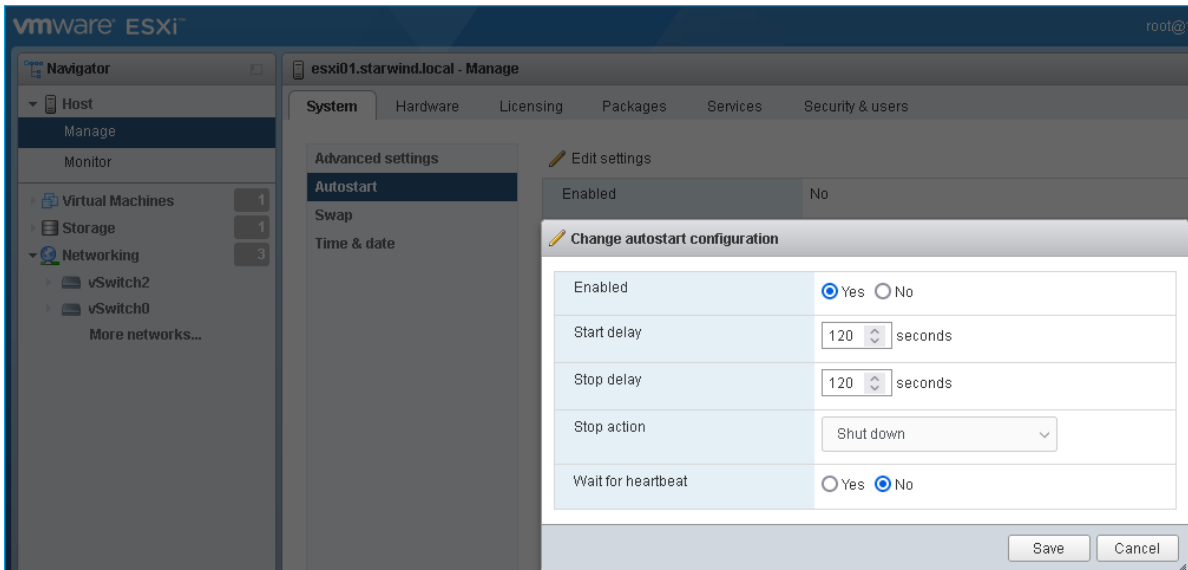 vmware ESXi™
root@
Navigator
esxi01.starwind.local - Manage
Host
Manage
Monitor
Virtual Machines 1
Storage 1
Networking 3
vSwitch2
vSwitch0
More networks...
System Hardware Licensing Packages Services Security & users
Advanced settings
Autostart
Swap
Time & date
Edit settings
Enabled No
Change autostart configuration
Enabled Yes No
Start delay 120 seconds
Stop delay 120 seconds
Stop action Shut down
Wait for heartbeat Yes No
Save Cancel